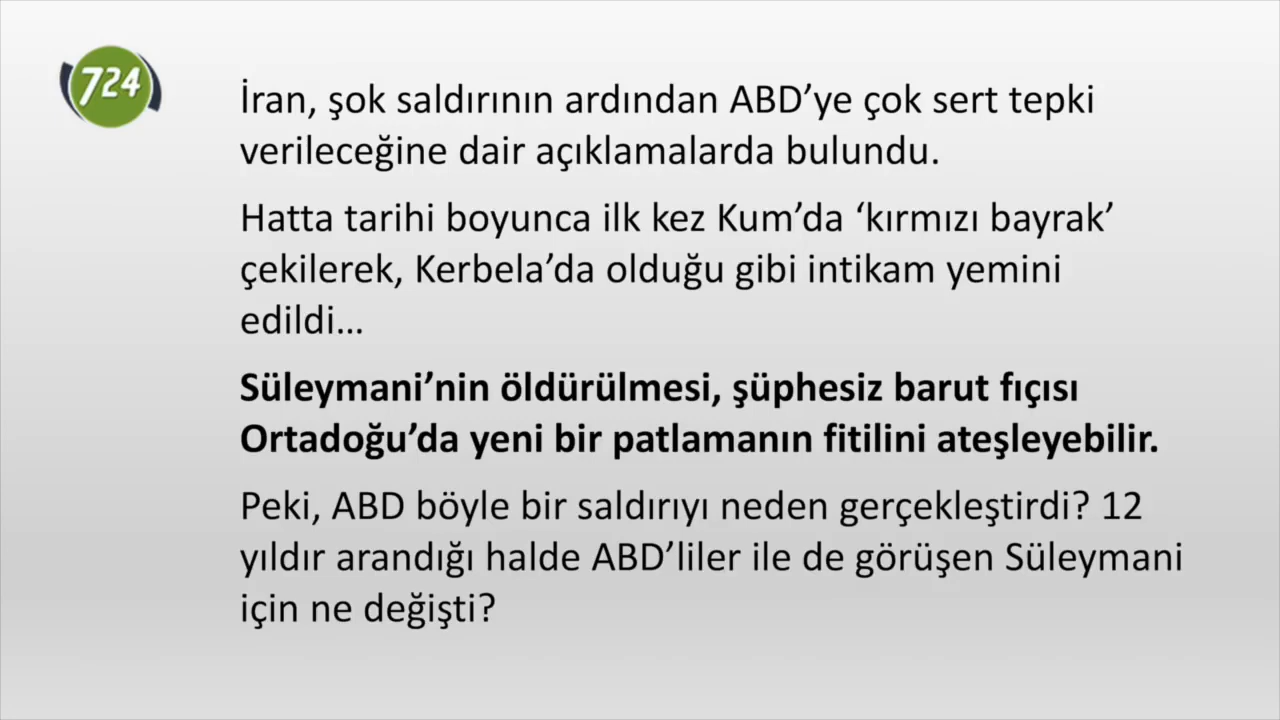 724
İran, şok saldırının ardından ABD’ye çok sert tepki
verileceğine dair açıklamalarda bulundu.
Hatta tarihi boyunca ilk kez Kum’da ‘kırmızı bayrak’
çekilerek, Kerbela’da olduğu gibi intikam yemini
edildi…
Süleymani’nin öldürülmesi, şüphesiz barut fıçısı
Ortadoğu’da yeni bir patlamanın fitilini ateşleyebilir.
Peki, ABD böyle bir saldırıyı neden gerçekleştirdi? 12
yıldır arandığı halde ABD’liler ile de görüşen Süleymani
için ne değişti?